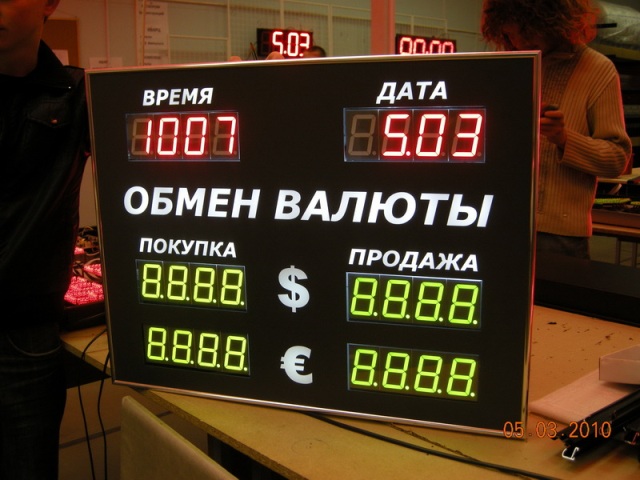 5.03
00:00
ВРЕМЯ ДАТА
1007 5.03
ОБМЕН ВАЛЮТЫ
ПОКУПКА ПРОДАЖА
8.8.8.8. $ 8.8.8.8.
8.8.8.8. € 8.8.8.8.
05 03 2010